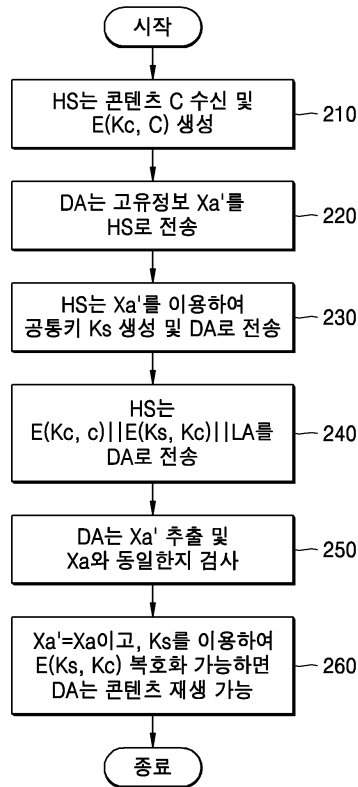 시작
HS는 콘텐츠 C 수신 및
E(Kc, C) 생성
210
DA는 고유정보 Xa'를
HS로 전송
220
HS는 Xa'를 이용하여
공통키 Ks 생성 및 DA로 전송
230
HS는
E(Kc, c)||E(Ks, Kc)||LA를
DA로 전송
240
DA는 Xa' 추출 및
Xa와 동일한지 검사
250
Xa'=Xa이고, Ks를 이용하여
E(Ks, Kc) 복호화 가능하면
DA는 콘텐츠 재생 가능
260
종료